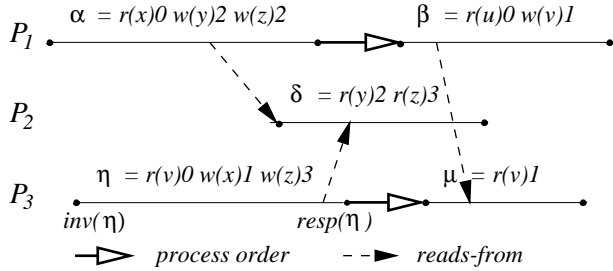 P1 α = r(x)0 w(y)2 w(z)2 β = r(u)0 w(v)1
P2 δ = r(y)2 r(z)3
P3 η = r(v)0 w(x)1 w(z)3 μ = r(v)1
inv(η) resp(η)
process order reads-from